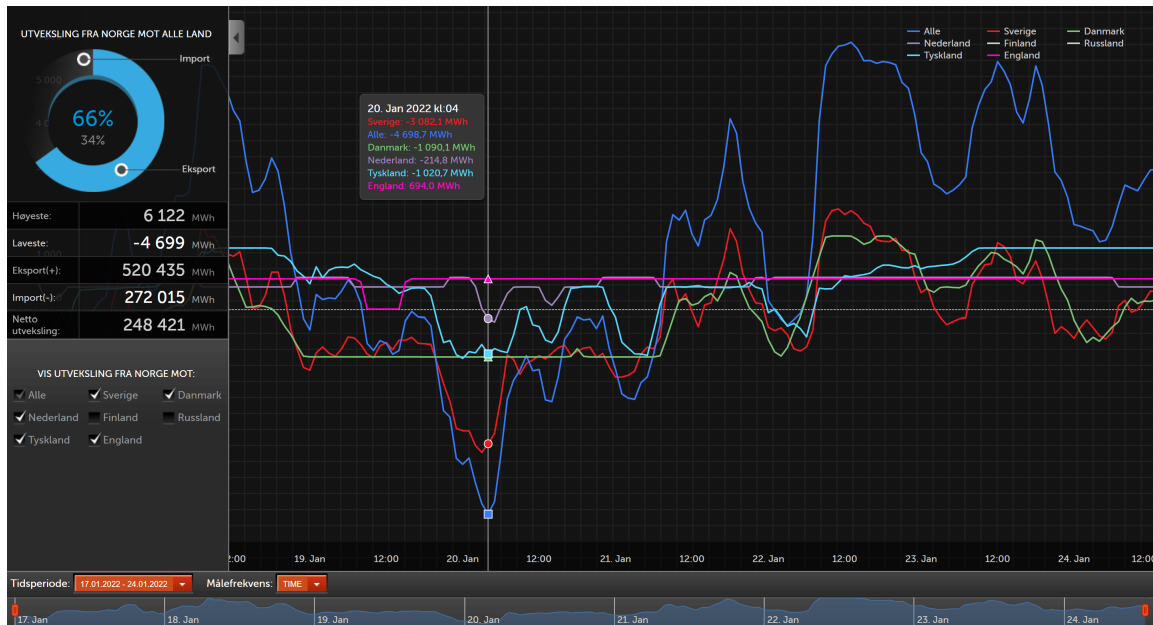 UTVEKSLING FRA NORGE MOT ALLE LAND
Import
5 000
66%
34%
Eksport
Høyeste: 6 122 MWh
Laveste: -4 699 MWh
Eksport(+): 520 435 MWh
Import(-): 272 015 MWh
Netto utveksling: 248 421 MWh
VIS UTVEKSLING FRA NORGE MOT:
Alle Sverige Danmark
Nederland Finland Russland
Tyskland England
Alle Sverige Danmark
Nederland Finland Russland
Tyskland England
20. Jan 2022 kl:04
Sverige: -3 082,1 MWh
Alle: -4 698,7 MWh
Danmark: -1 090,1 MWh
Nederland: -214,8 MWh
Tyskland: -1 020,7 MWh
England: 694,0 MWh
2:00 19. Jan 12:00 20. Jan 12:00 21. Jan 12:00 22. Jan 12:00 23. Jan 12:00 24. Jan 12:0
Tidsperiode: 17.01.2022 - 24.01.2022 Målefrekvens: TIME
17. Jan 18. Jan 19. Jan 20. Jan 21. Jan 22. Jan 23. Jan 24. Jan